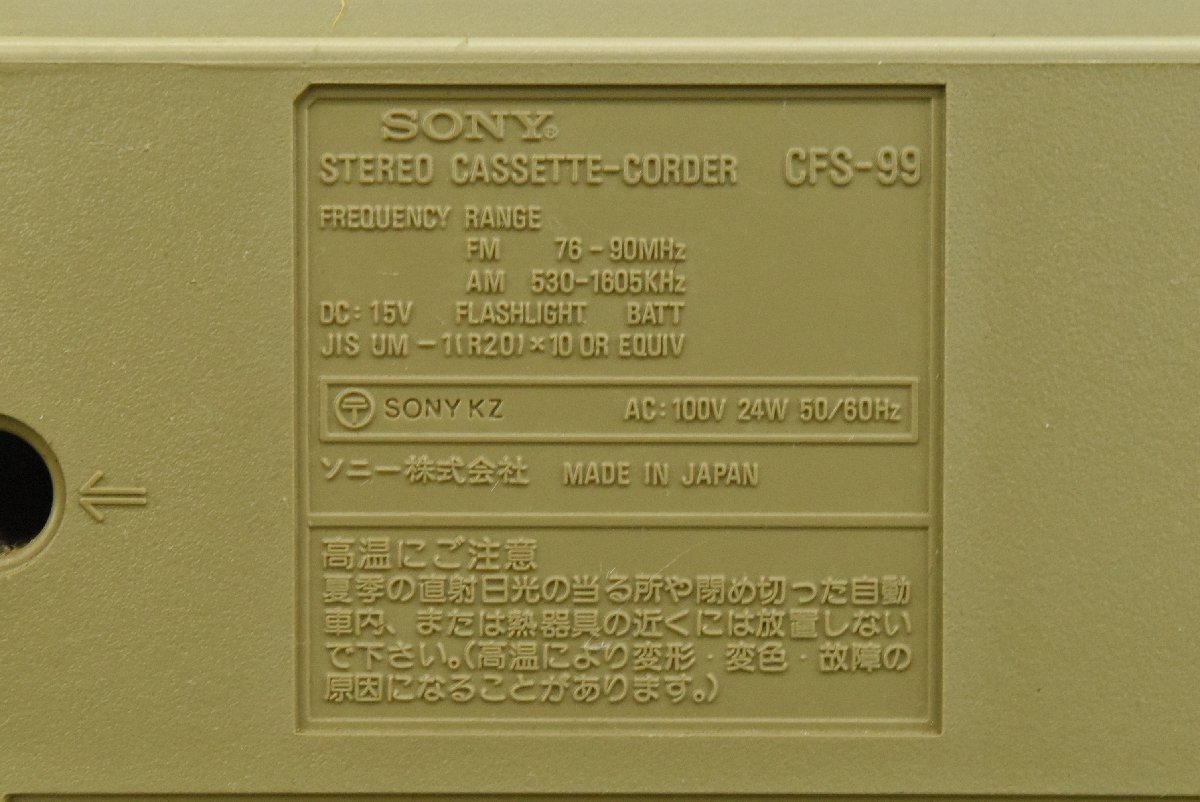 SONY®
STEREO CASSETTE-CORDER CFS-99
FREQUENCY RANGE
FM 76-90MHz
AM 530-1605KHz
DC: 15V FLASHLIGHT BATT
JIS UM-1(R20)×10 OR EQUIV
〶 SONY KZ AC: 100V 24W 50/60Hz
ソニー株式会社 MADE IN JAPAN
高温にご注意
夏季の直射日光の当る所や閉め切った自動
車内、または熱器具の近くには放置しない
で下さい。(高温により変形・変色・故障の
原因になることがあります。)